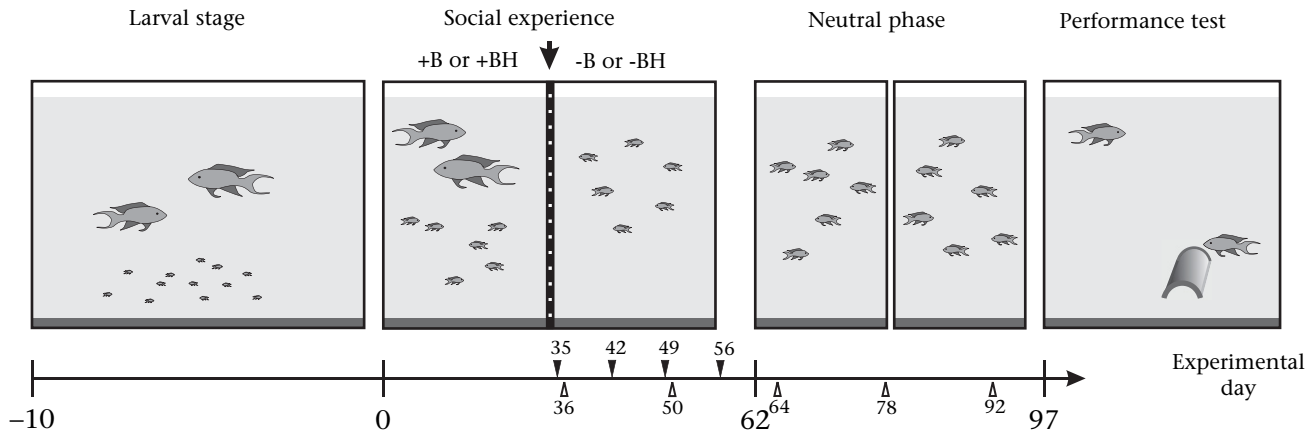 Larval stage
Social experience
Neutral phase
Performance test
+B or +BH
-B or -BH
35
42
49
56
Experimental
day
36
50
64
78
92
−10
0
62
97